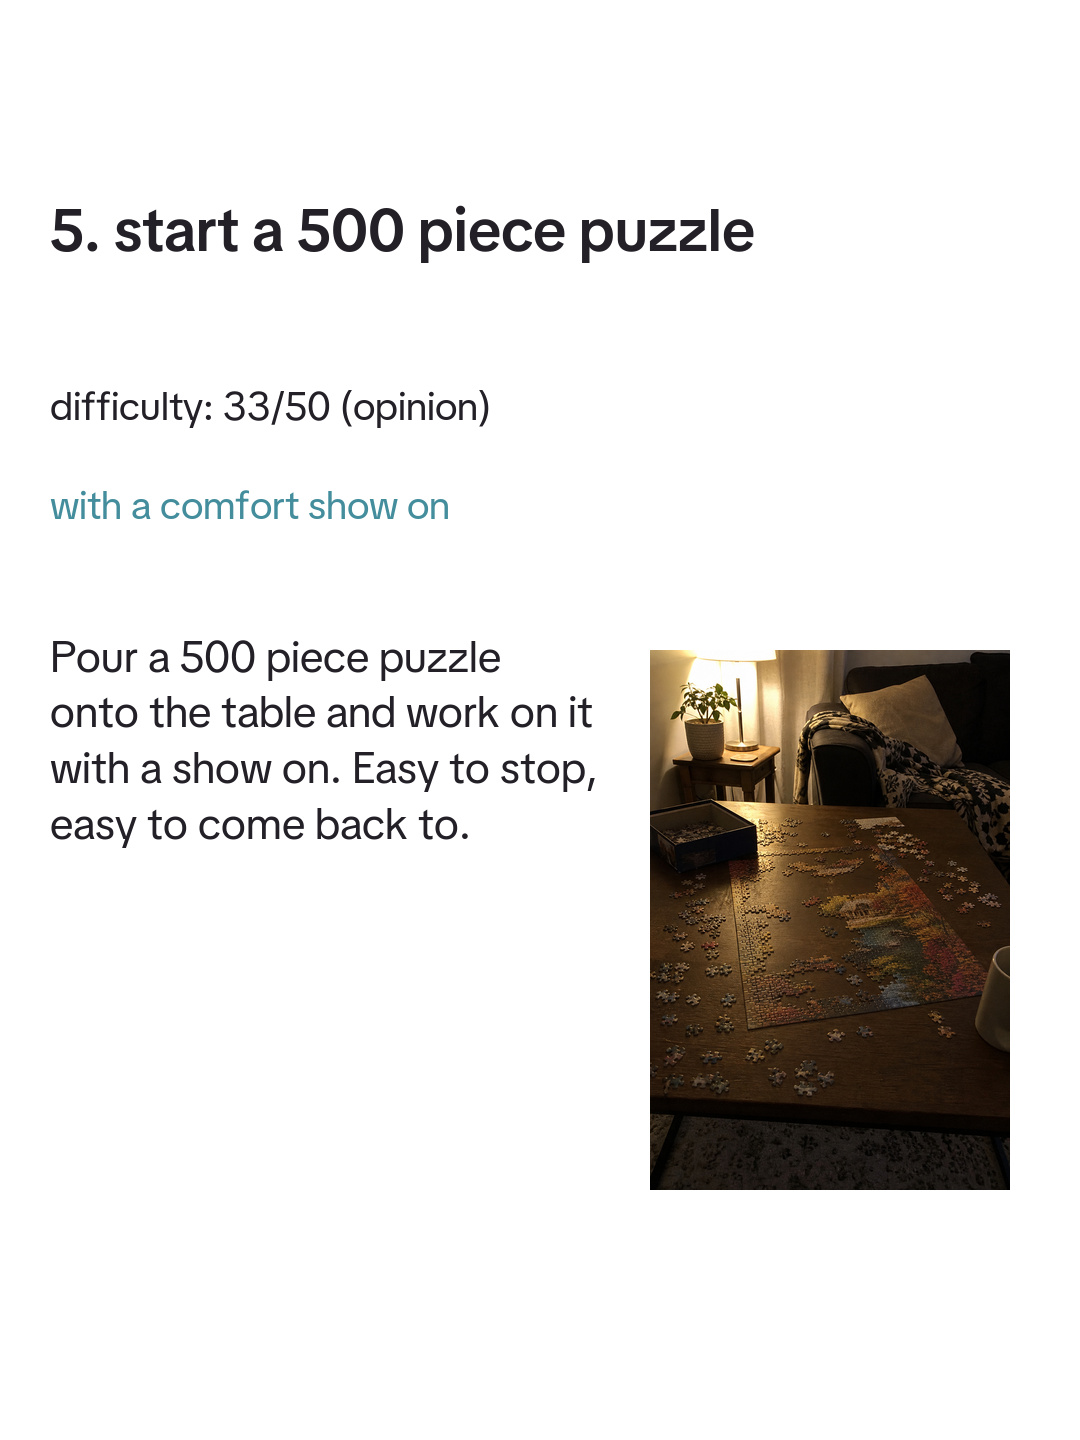 5. start a 500 piece puzzle
difficulty: 33/50 (opinion)
with a comfort show on
Pour a 500 piece puzzle
onto the table and work on it
with a show on. Easy to stop,
easy to come back to.